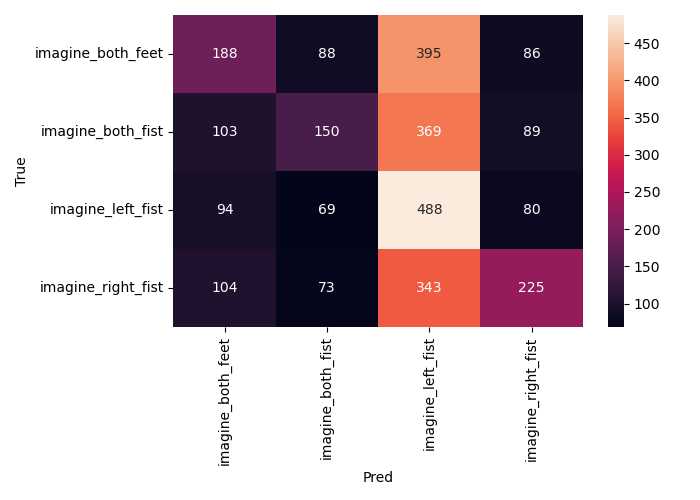 imagine_both_feet 188 88 395 86
imagine_both_fist 103 150 369 89
imagine_left_fist 94 69 488 80
imagine_right_fist 104 73 343 225
True
imagine_both_feet imagine_both_fist imagine_left_fist imagine_right_fist
Pred
450
400
350
300
250
200
150
100